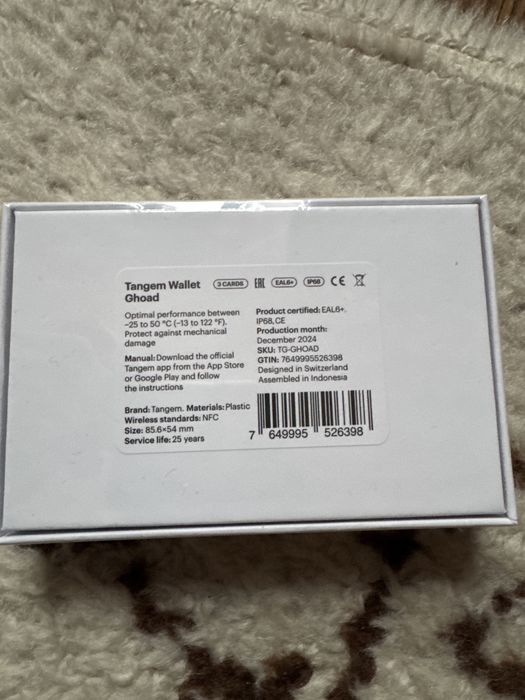 Tangem Wallet
Ghoad
3 CARDS EAC EAL6+ IP68 CE
Optimal performance between
-25 to 50 °C (-13 to 122 °F).
Protect against mechanical
damage
Manual: Download the official
Tangem app from the App Store
or Google Play and follow
the instructions
Brand: Tangem. Materials: Plastic
Wireless standards: NFC
Size: 85.6×54 mm
Service life: 25 years
Product certified: EAL6+,
IP68, CE
Production month:
December 2024
SKU: TG-GHOAD
GTIN: 7649995526398
Designed in Switzerland
Assembled in Indonesia
7 649995 526398